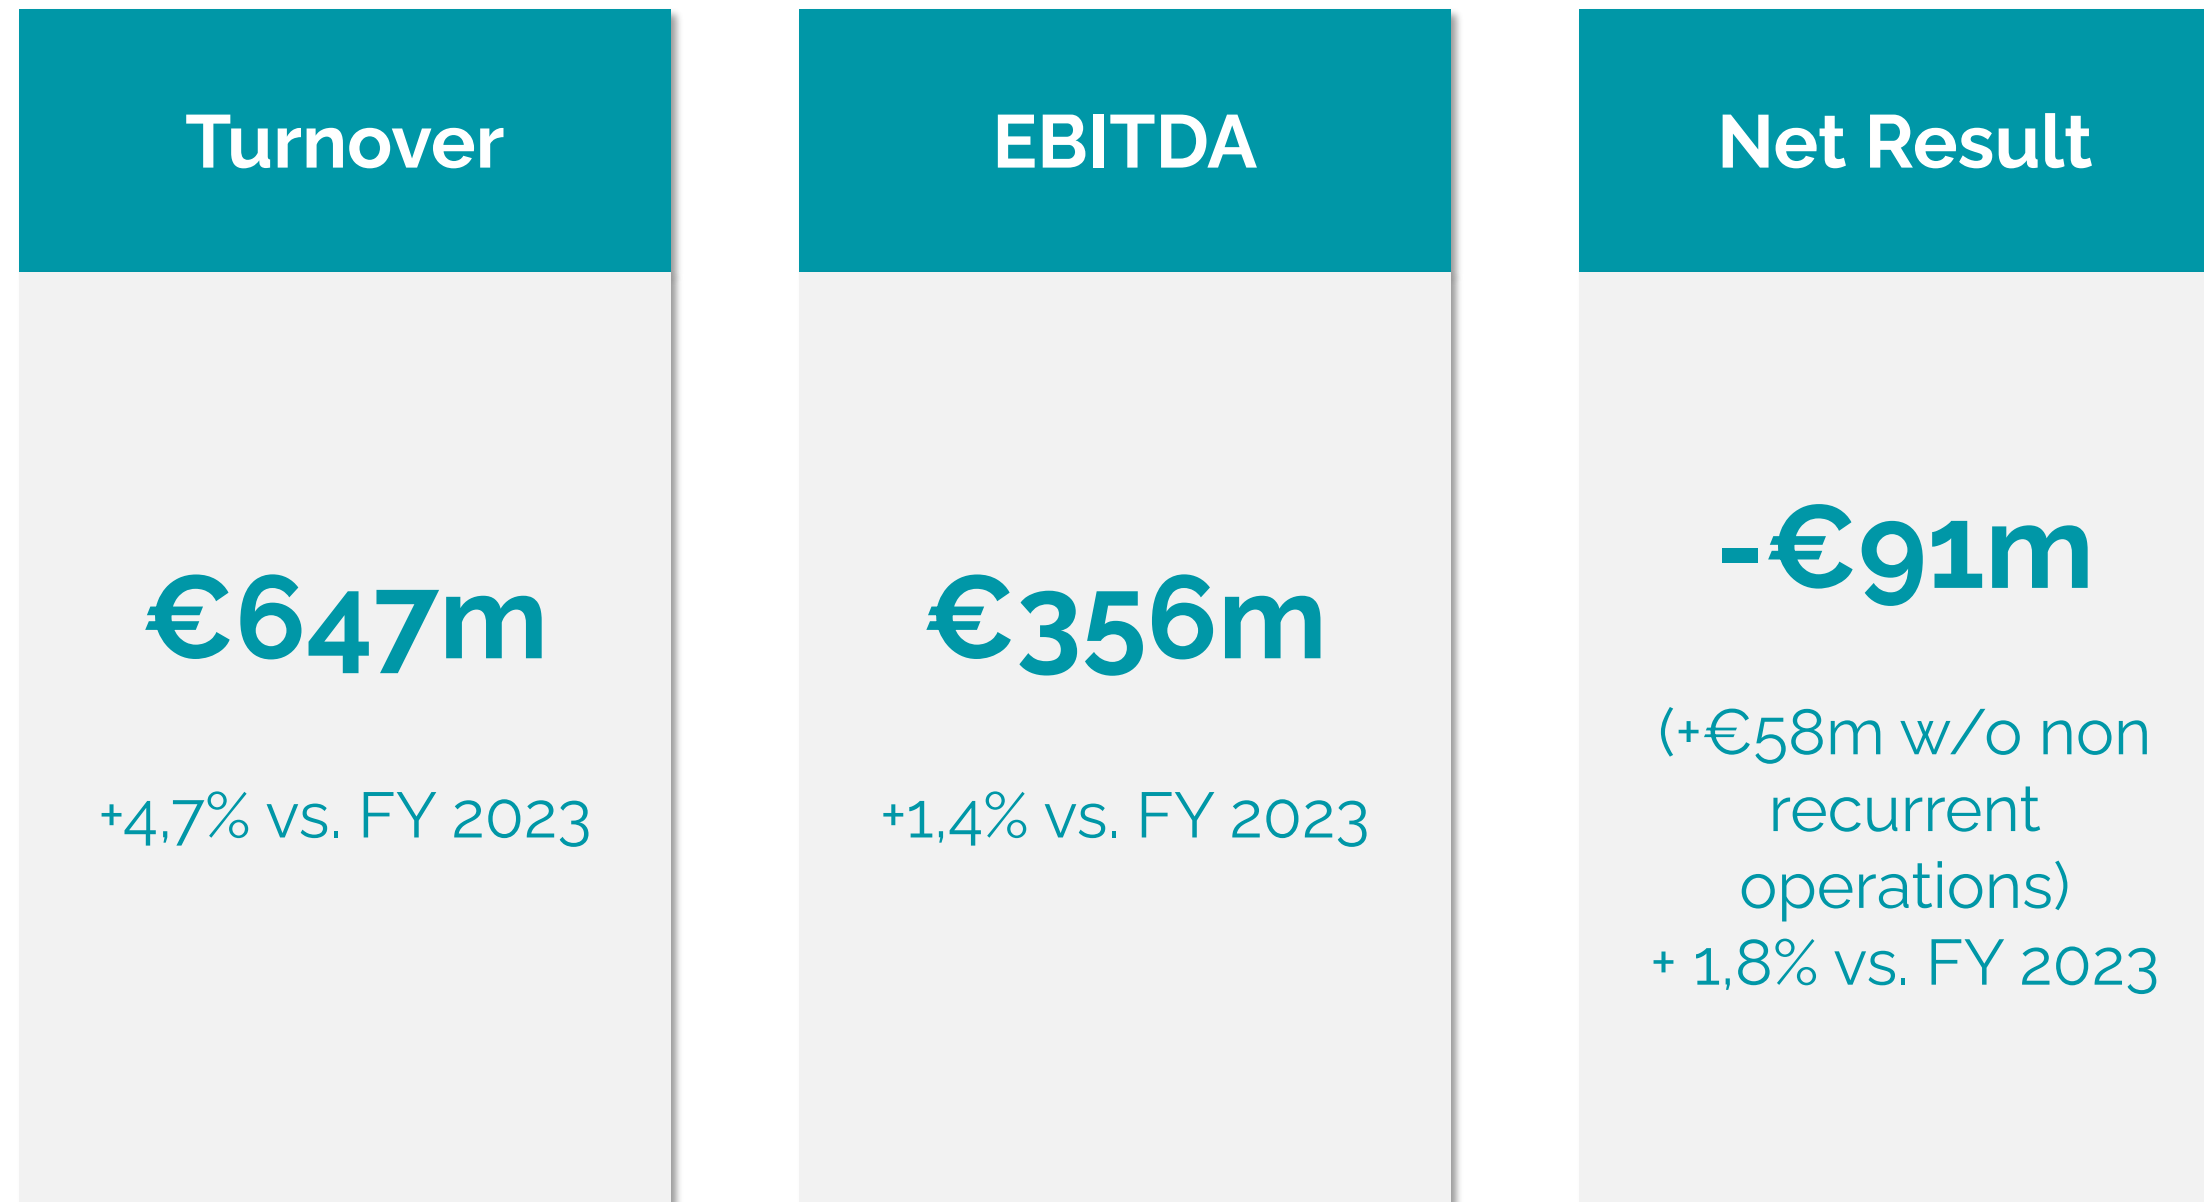 Turnover
€647m
+4,7% vs. FY 2023
EBITDA
€356m
+1,4% vs. FY 2023
Net Result
-€91m
(+€58m w/o non
recurrent
operations)
+ 1,8% vs. FY 2023